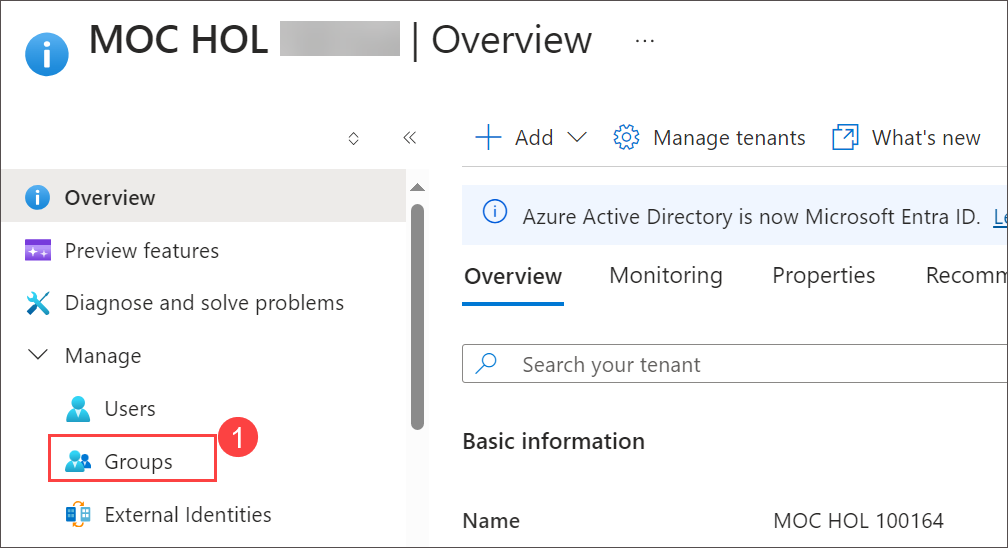 MOC HOL | Overview ...
Add
Manage tenants
What's new
Overview
Preview features
Diagnose and solve problems
Manage
Users
Groups
1
External Identities
Azure Active Directory is now Microsoft Entra ID. Le
Overview
Monitoring
Properties
Recomm
Search your tenant
Basic information
Name
MOC HOL 100164